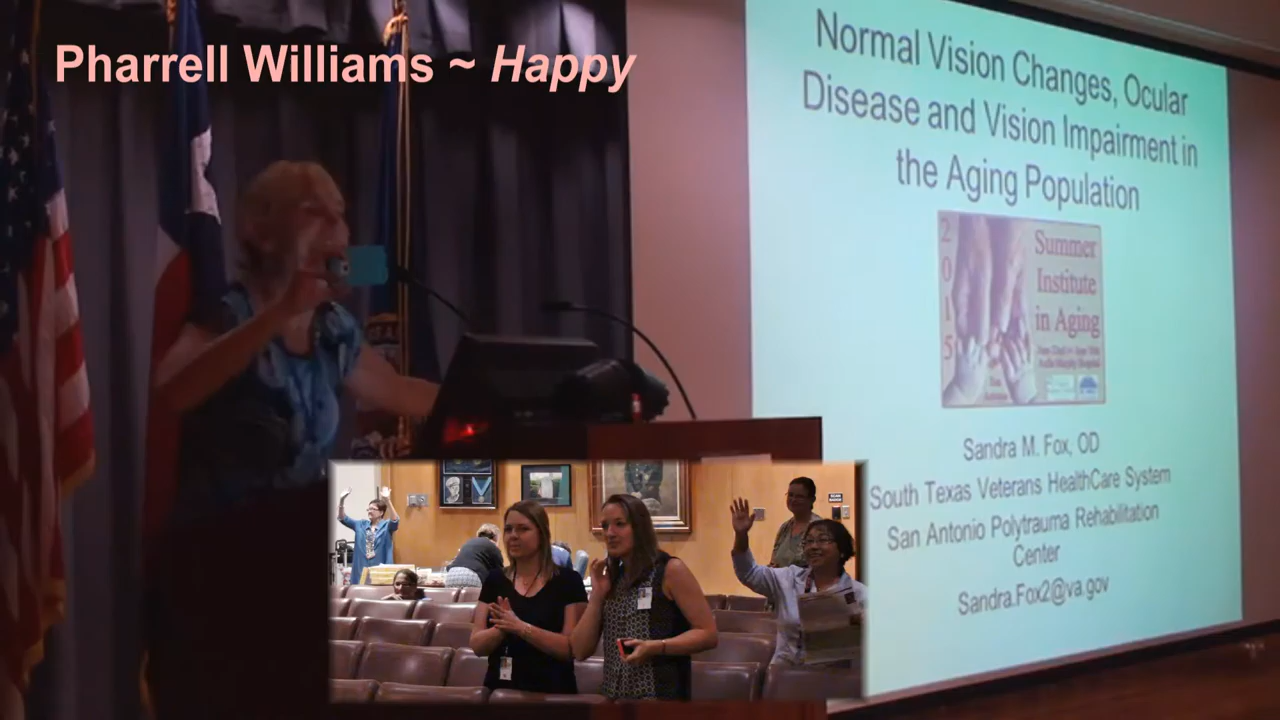 Pharrell Williams ~ Happy
Normal Vision Changes, Ocular
Disease and Vision Impairment in
the Aging Population
2015
Summer
Institute
in Aging
Sandra M. Fox, OD
South Texas Veterans HealthCare System
San Antonio Polytrauma Rehabilitation
Center
Sandra.Fox2@va.gov